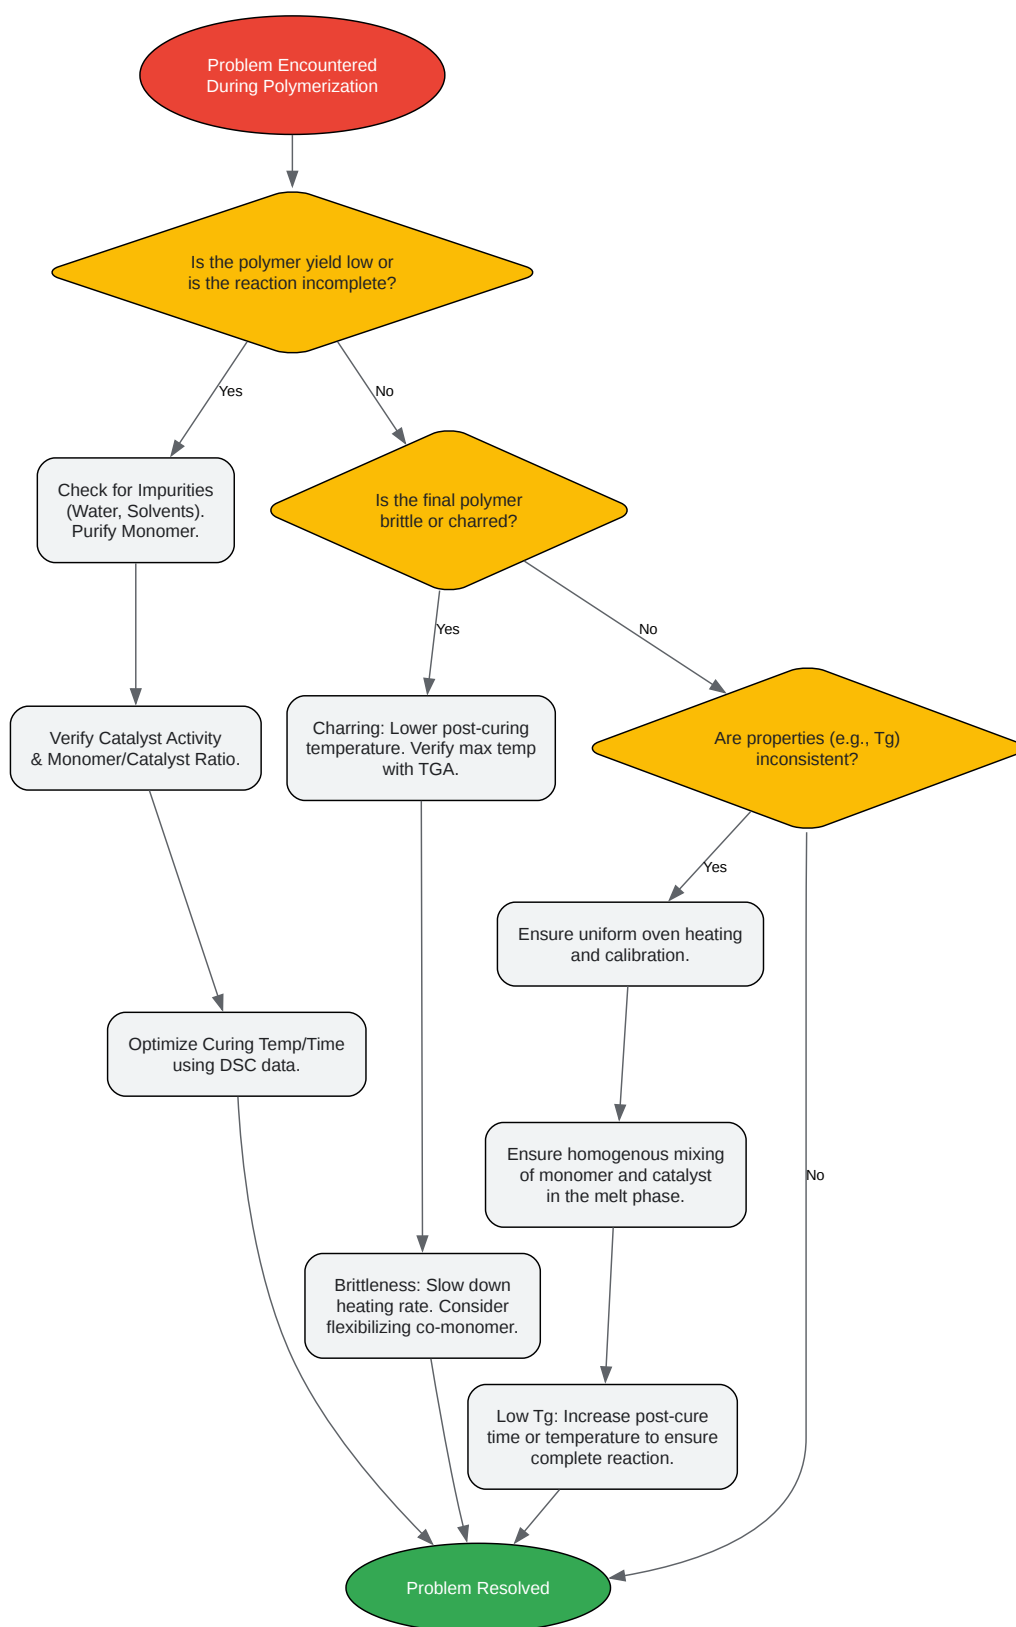 Problem Encountered
During Polymerization
Is the polymer yield low or
is the reaction incomplete?
Yes
No
Check for Impurities
(Water, Solvents).
Purify Monomer.
Is the final polymer
brittle or charred?
Yes
No
Verify Catalyst Activity
& Monomer/Catalyst Ratio.
Charring: Lower post-curing
temperature. Verify max temp
with TGA.
Are properties (e.g., Tg)
inconsistent?
Yes
Ensure uniform oven heating
and calibration.
Optimize Curing Temp/Time
using DSC data.
Ensure homogenous mixing
of monomer and catalyst
in the melt phase.
No
Brittleness: Slow down
heating rate. Consider
flexibilizing co-monomer.
Low Tg: Increase post-cure
time or temperature to ensure
complete reaction.
Problem Resolved